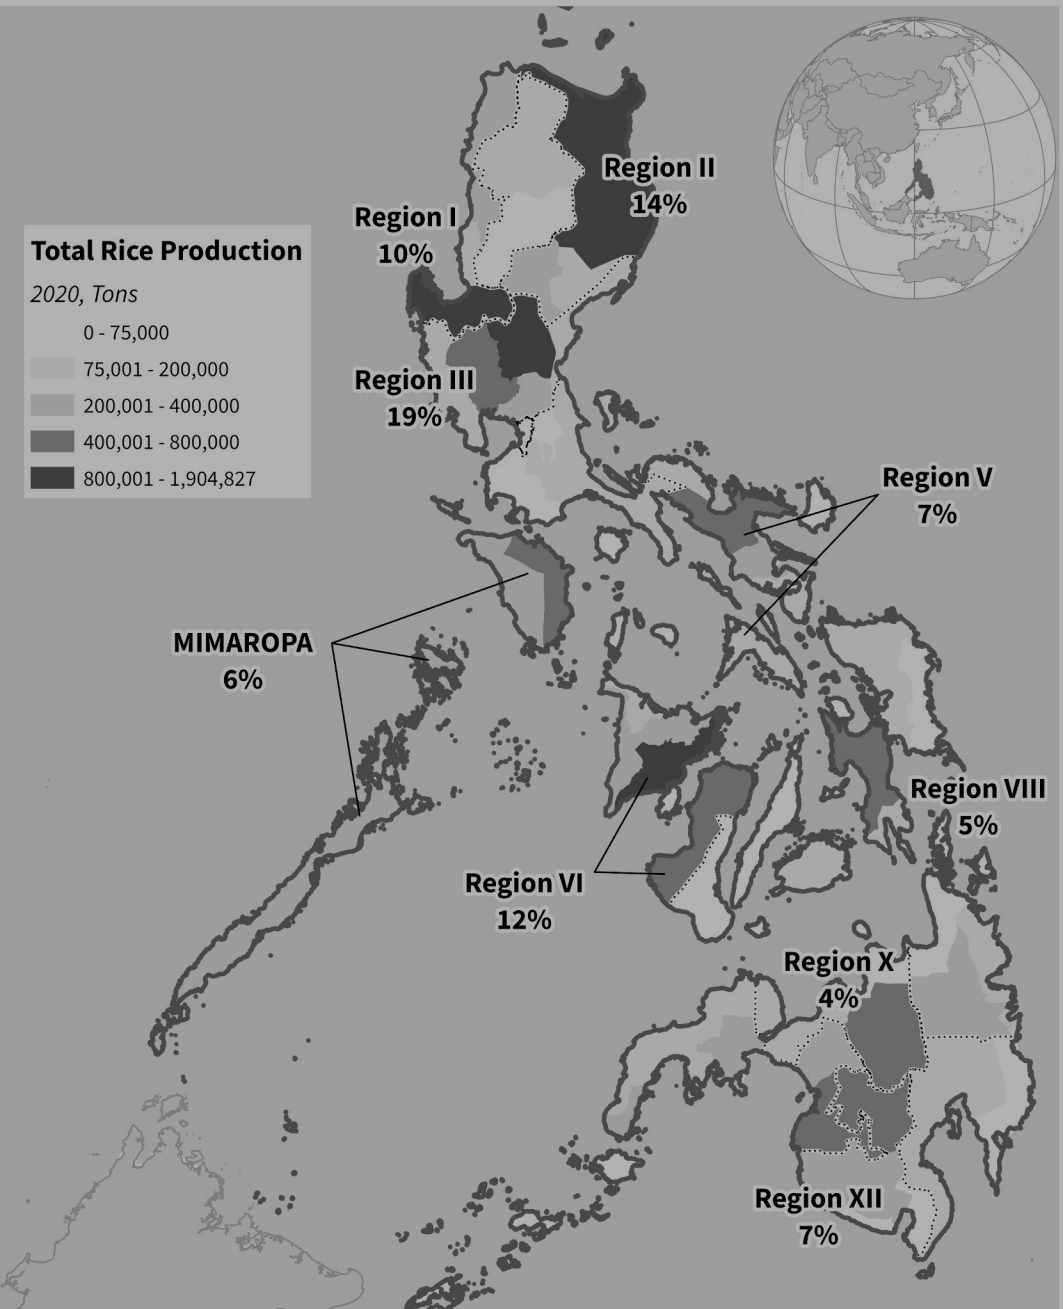 Region II
14%
Region I
10%
Total Rice Production
2020, Tons
0 - 75,000
75,001 - 200,000
200,001 - 400,000
400,001 - 800,000
800,001 - 1,904,827
Region III
19%
Region V
7%
MIMAROPA
6%
Region VIII
5%
Region VI
12%
Region X
4%
Region XII
7%